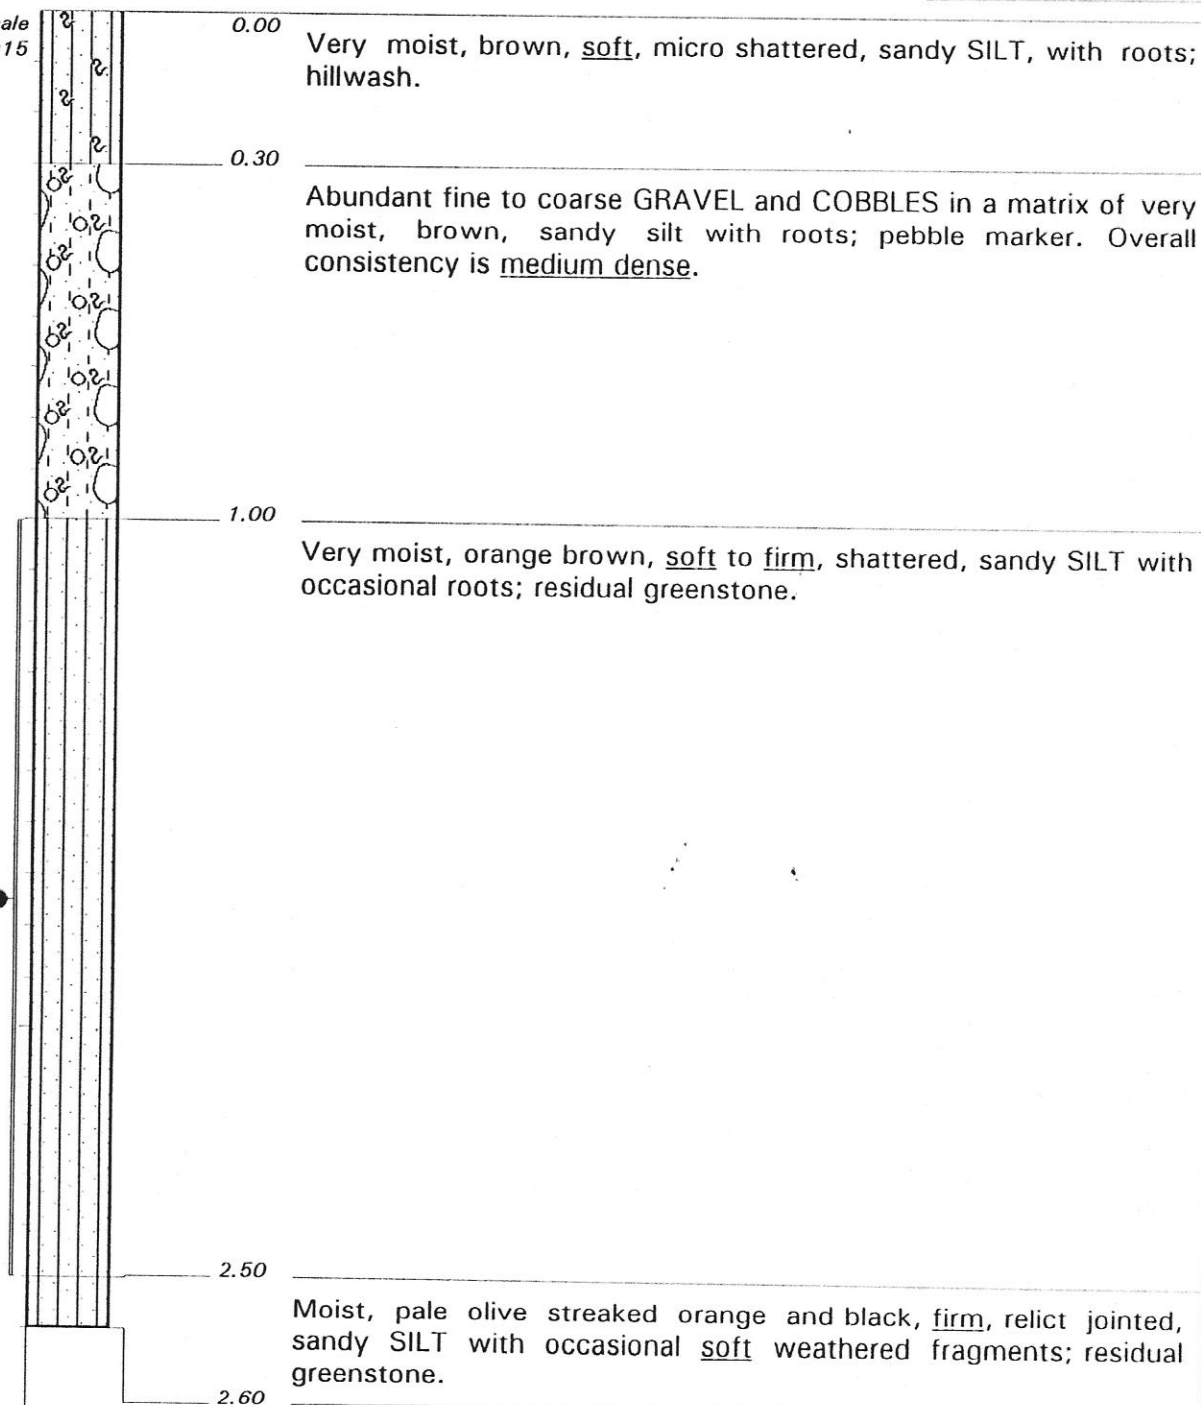 ale
15
0.00
Very moist, brown, soft, micro shattered, sandy SILT, with roots;
hillwash.
0.30
Abundant fine to coarse GRAVEL and COBBLES in a matrix of very
moist, brown, sandy silt with roots; pebble marker. Overall
consistency is medium dense.
1.00
Very moist, orange brown, soft to firm, shattered, sandy SILT with
occasional roots; residual greenstone.
2.50
Moist, pale olive streaked orange and black, firm, relict jointed,
sandy SILT with occasional soft weathered fragments; residual
greenstone.
2.60